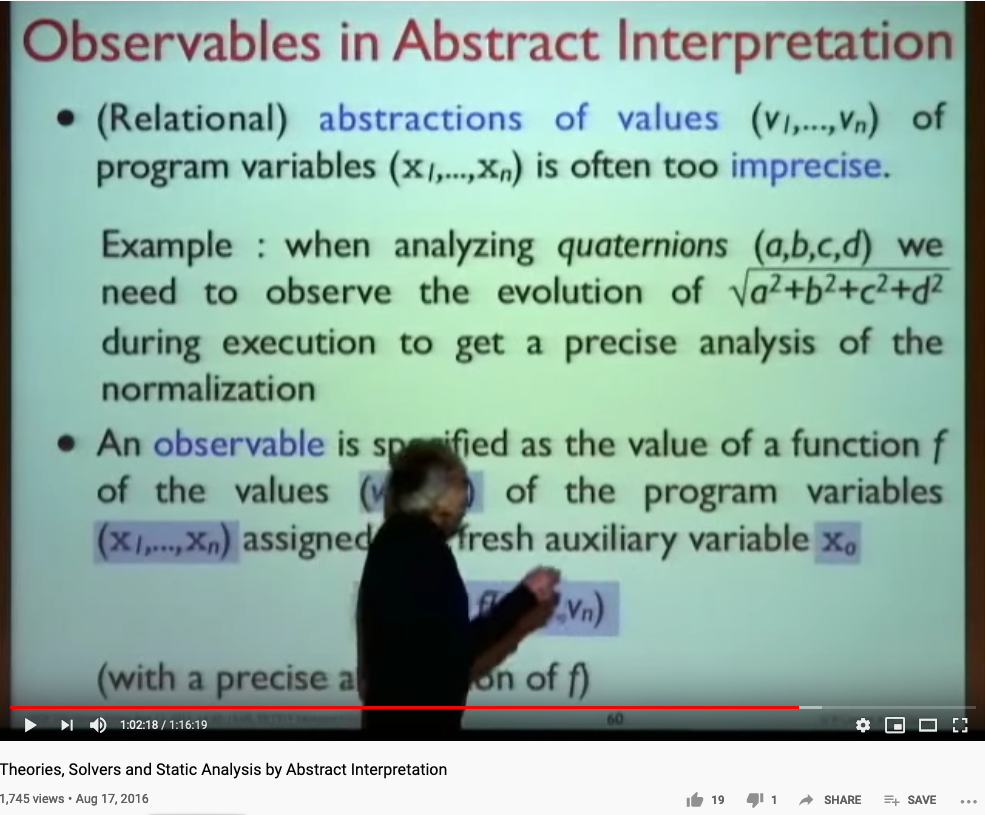 Observables in Abstract Interpretation
• (Relational) abstractions of values (v1,...,vn) of
program variables (x1,...,xn) is often too imprecise.
Example : when analyzing quaternions (a,b,c,d) we
need to observe the evolution of √a²+b²+c²+d²
during execution to get a precise analysis of the
normalization
• An observable is specified as the value of a function f
of the values (v ) of the program variables
(x1,...,xn) assigned fresh auxiliary variable x0
f( ,vn)
(with a precise a on of f)
60
1:02:18 / 1:16:19
Theories, Solvers and Static Analysis by Abstract Interpretation
1,745 views • Aug 17, 2016
19
1
SHARE
SAVE